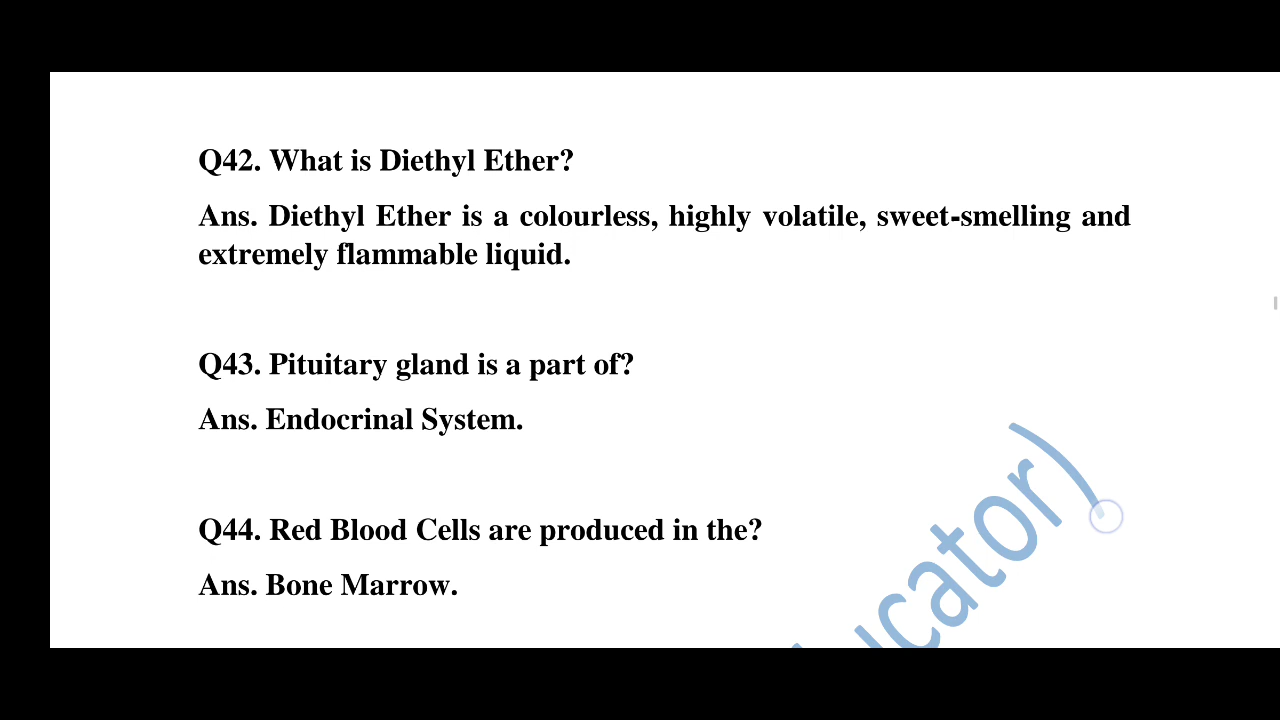 Q42. What is Diethyl Ether?
Ans. Diethyl Ether is a colourless, highly volatile, sweet-smelling and
extremely flammable liquid.
Q43. Pituitary gland is a part of?
Ans. Endocrinal System.
Q44. Red Blood Cells are produced in the?
Ans. Bone Marrow.
ucator)